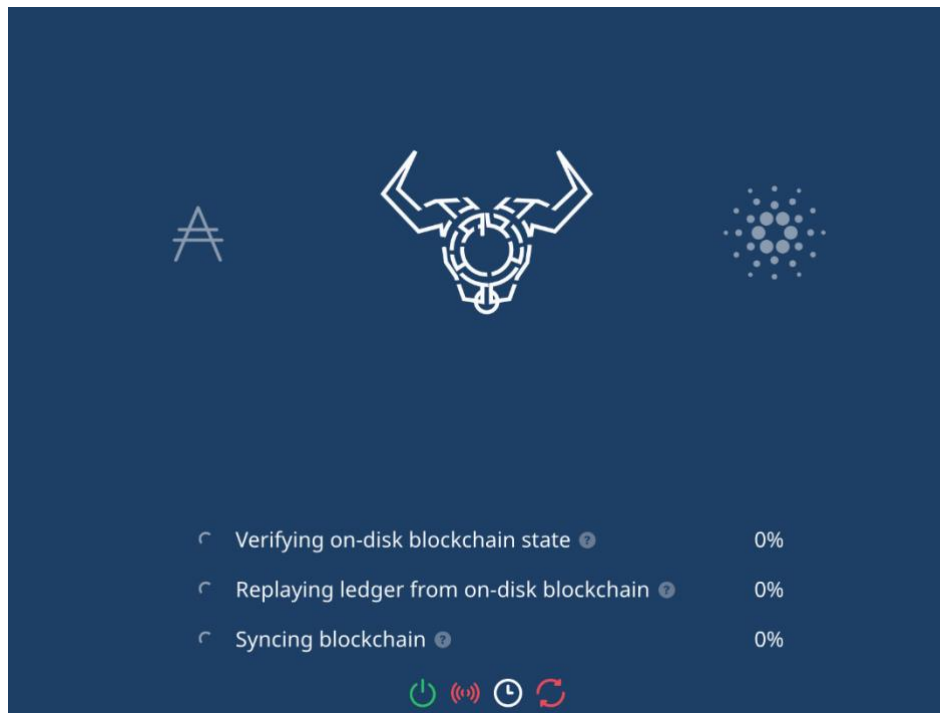 Verifying on-disk blockchain state ? 0%
Replaying ledger from on-disk blockchain ? 0%
Syncing blockchain ? 0%